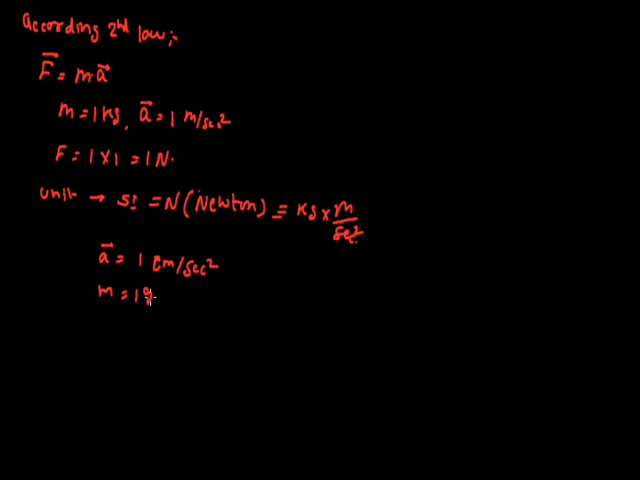 According 2nd law;-
F⃗ = m a⃗
m = 1 kg, a⃗ = 1 m/sec²
F = 1 x 1 = 1 N.
Unit → SI = N (Newton) = kg x m/sec²
a⃗ = 1 cm/sec²
m = 1 g